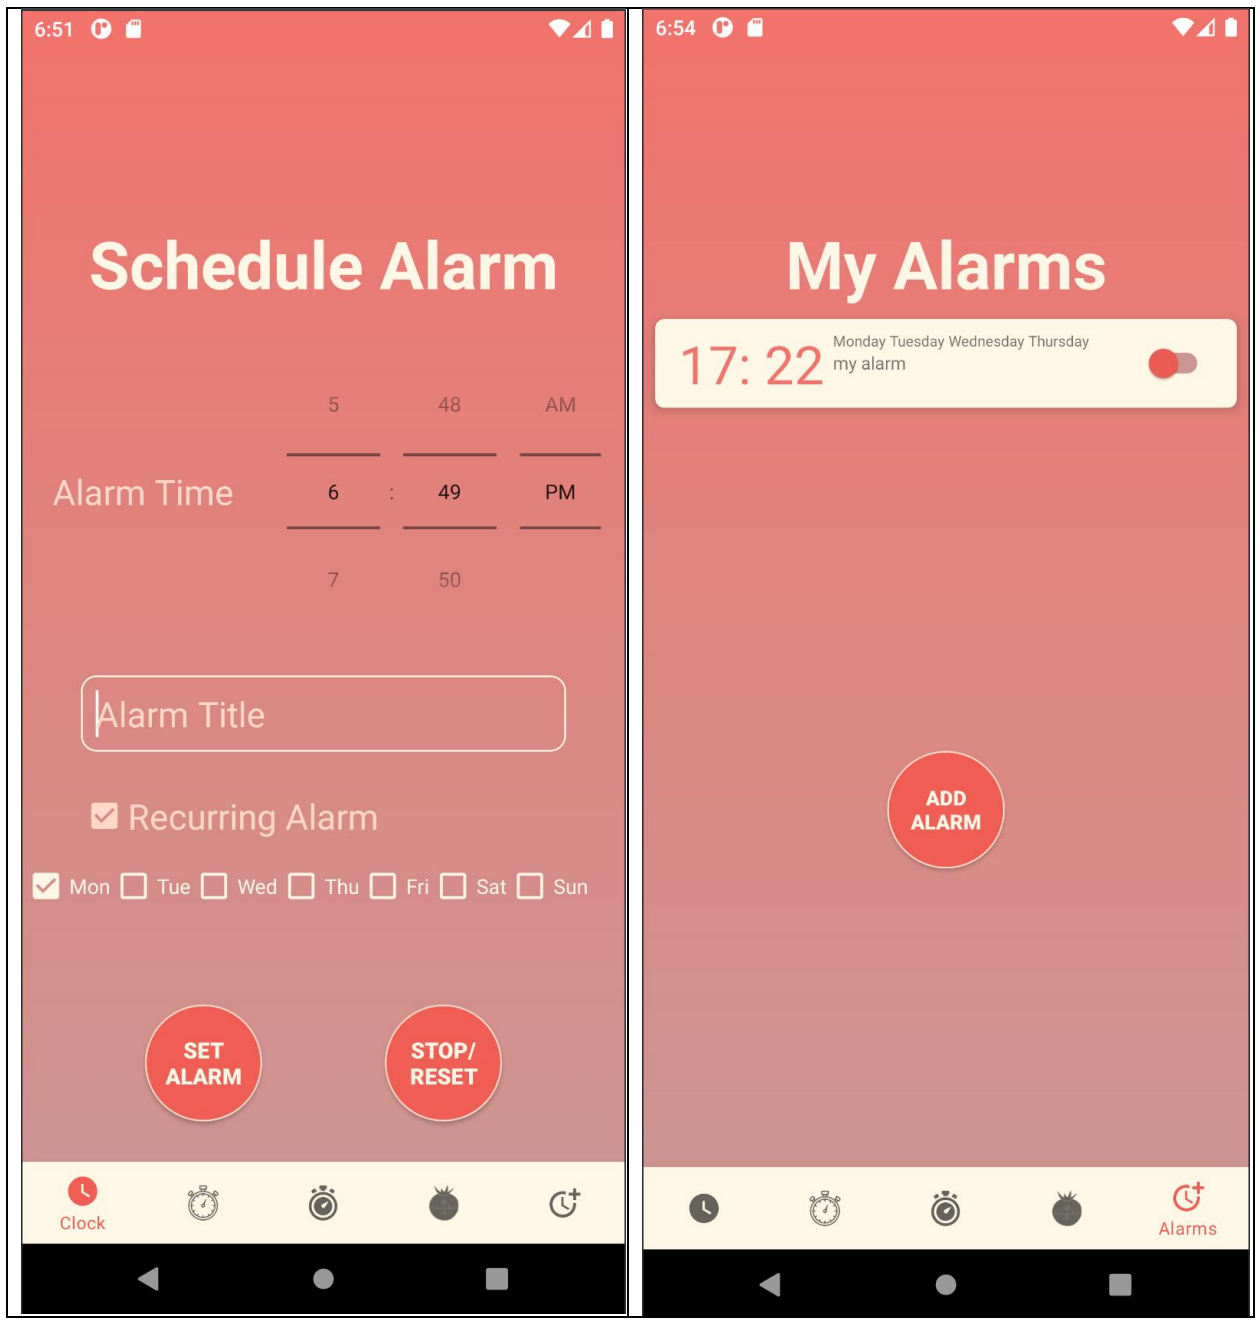 6:51
Schedule Alarm
5 48 AM
Alarm Time 6 : 49 PM
7 50
Alarm Title
Recurring Alarm
Mon Tue Wed Thu Fri Sat Sun
SET
ALARM
STOP/
RESET
Clock
6:54
My Alarms
17: 22
Monday Tuesday Wednesday Thursday
my alarm
ADD
ALARM
Alarms